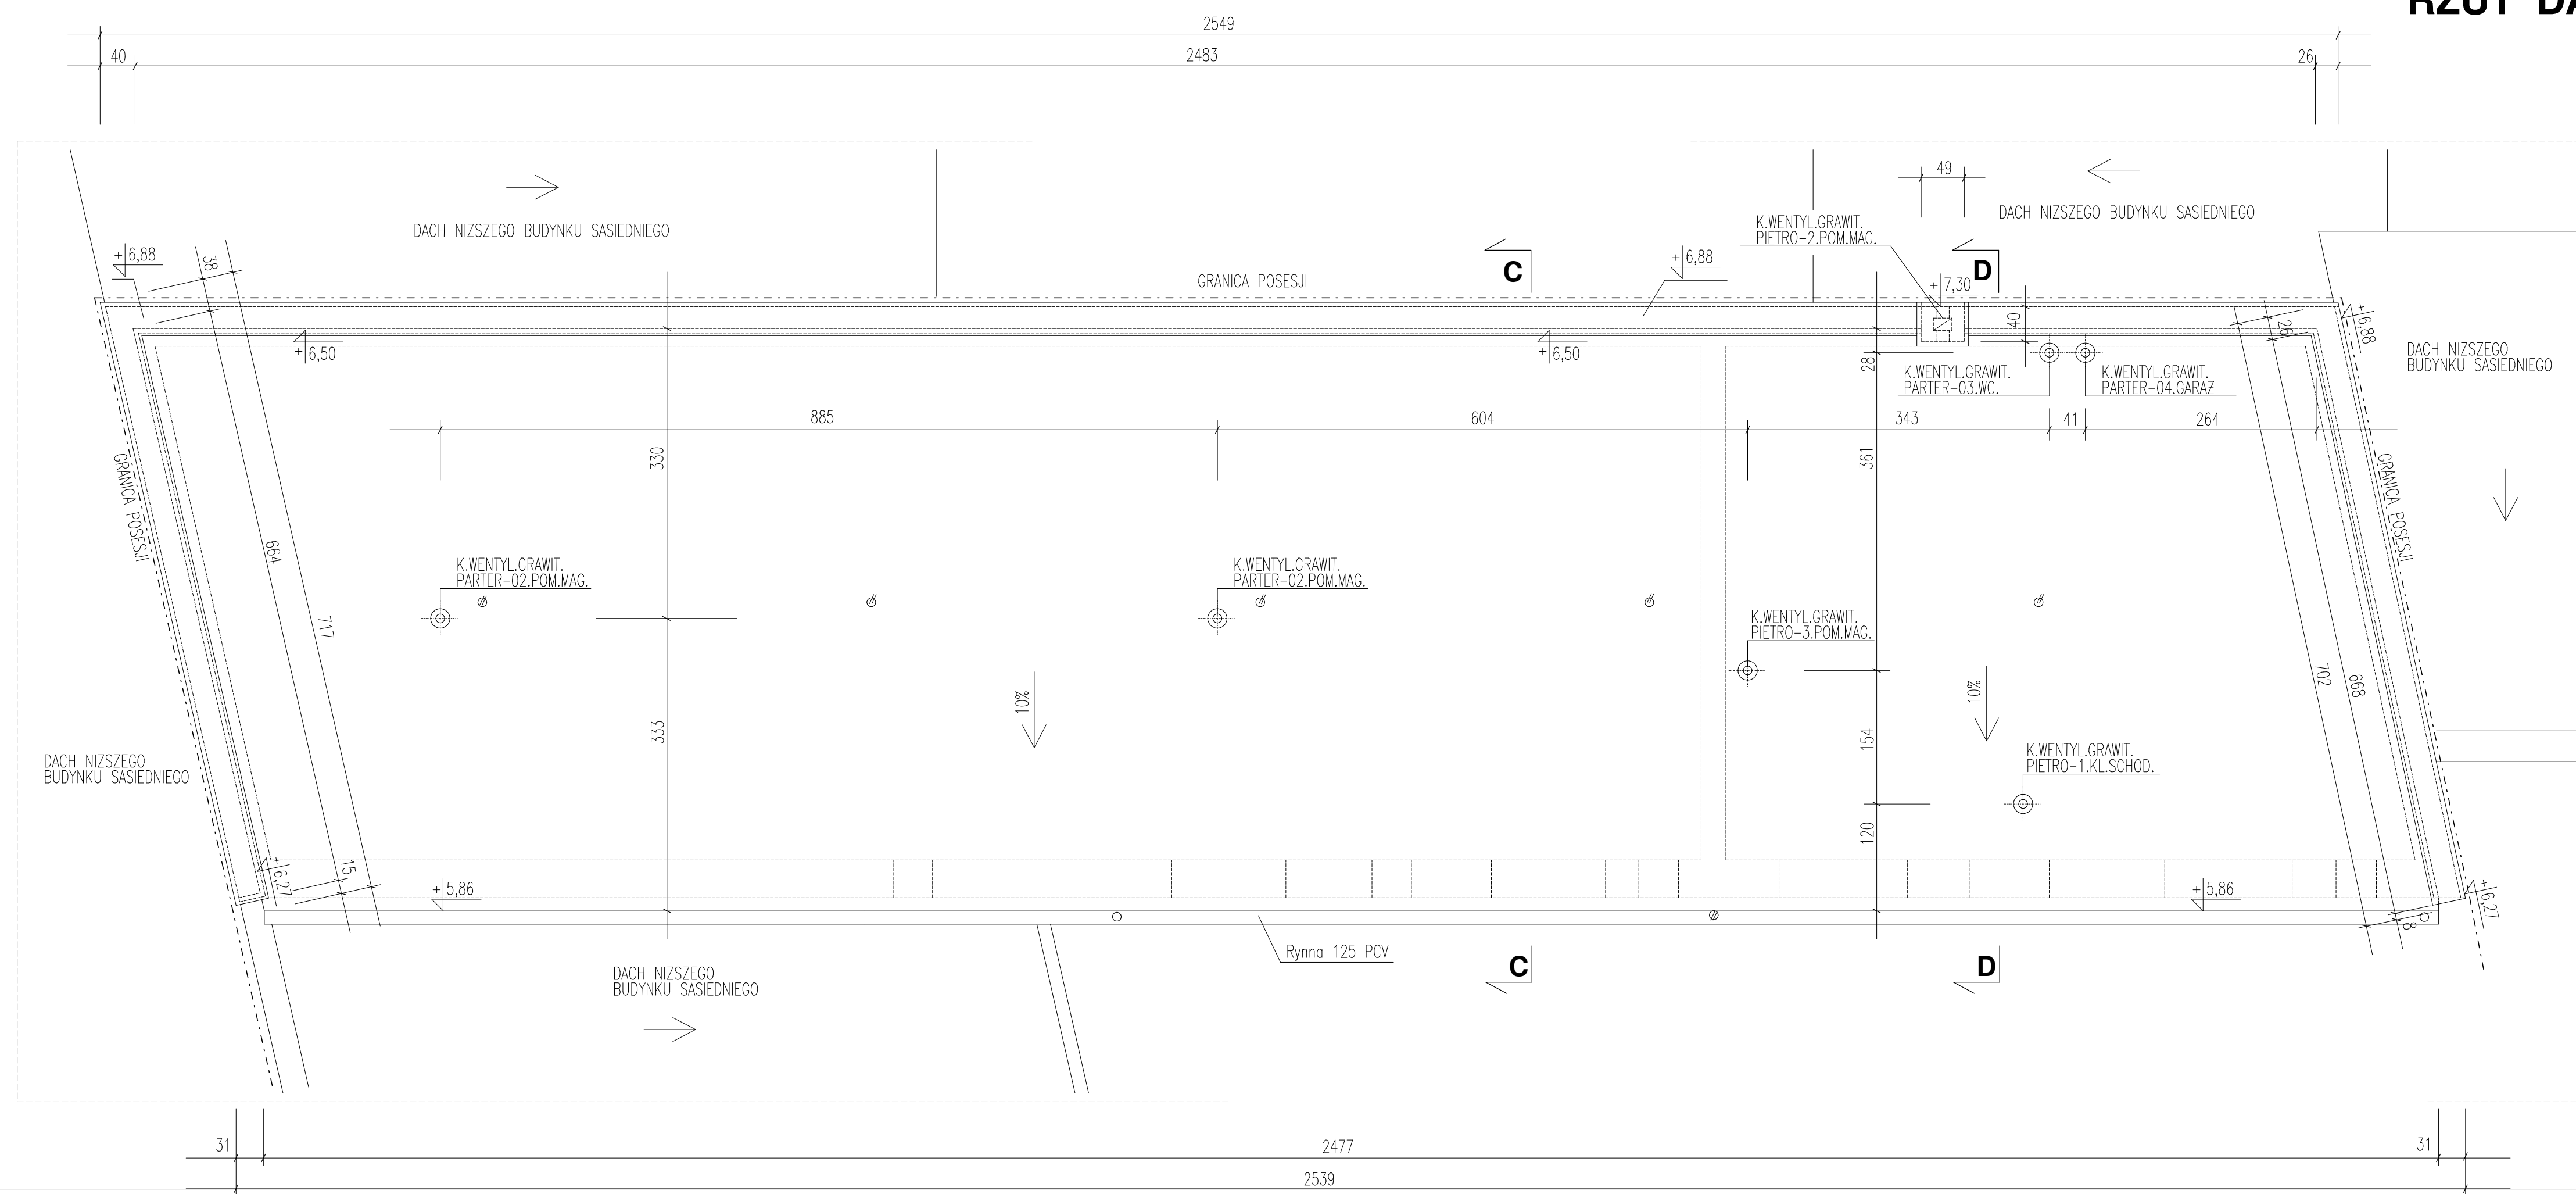 2549
40
2483
26
49
DACH NIZSZEGO BUDYNKU SASIEDNIEGO
K.WENTYL.GRAWIT.
PIETRO-2.POM.MAG.
DACH NIZSZEGO BUDYNKU SASIEDNIEGO
+6,88
38
GRANICA POSESJI
+6,88
C
D
+7,30
40
26
+6,88
+6,50
+6,50
28
K.WENTYL.GRAWIT.
PARTER-03.WC.
K.WENTYL.GRAWIT.
PARTER-04.GARAZ
DACH NIZSZEGO
BUDYNKU SASIEDNIEGO
885
604
343
41
264
330
361
GRANICA POSESJI
GRANICA POSESJI
664
717
K.WENTYL.GRAWIT.
PARTER-02.POM.MAG.
K.WENTYL.GRAWIT.
PARTER-02.POM.MAG.
K.WENTYL.GRAWIT.
PIETRO-3.POM.MAG.
702
668
10%
10%
333
154
DACH NIZSZEGO
BUDYNKU SASIEDNIEGO
K.WENTYL.GRAWIT.
PIETRO-1.KL.SCHOD.
120
+6,27
15
+5,86
+5,86
+6,27
8
Rynna 125 PCV
C
D
DACH NIZSZEGO
BUDYNKU SASIEDNIEGO
31
2477
31
2539